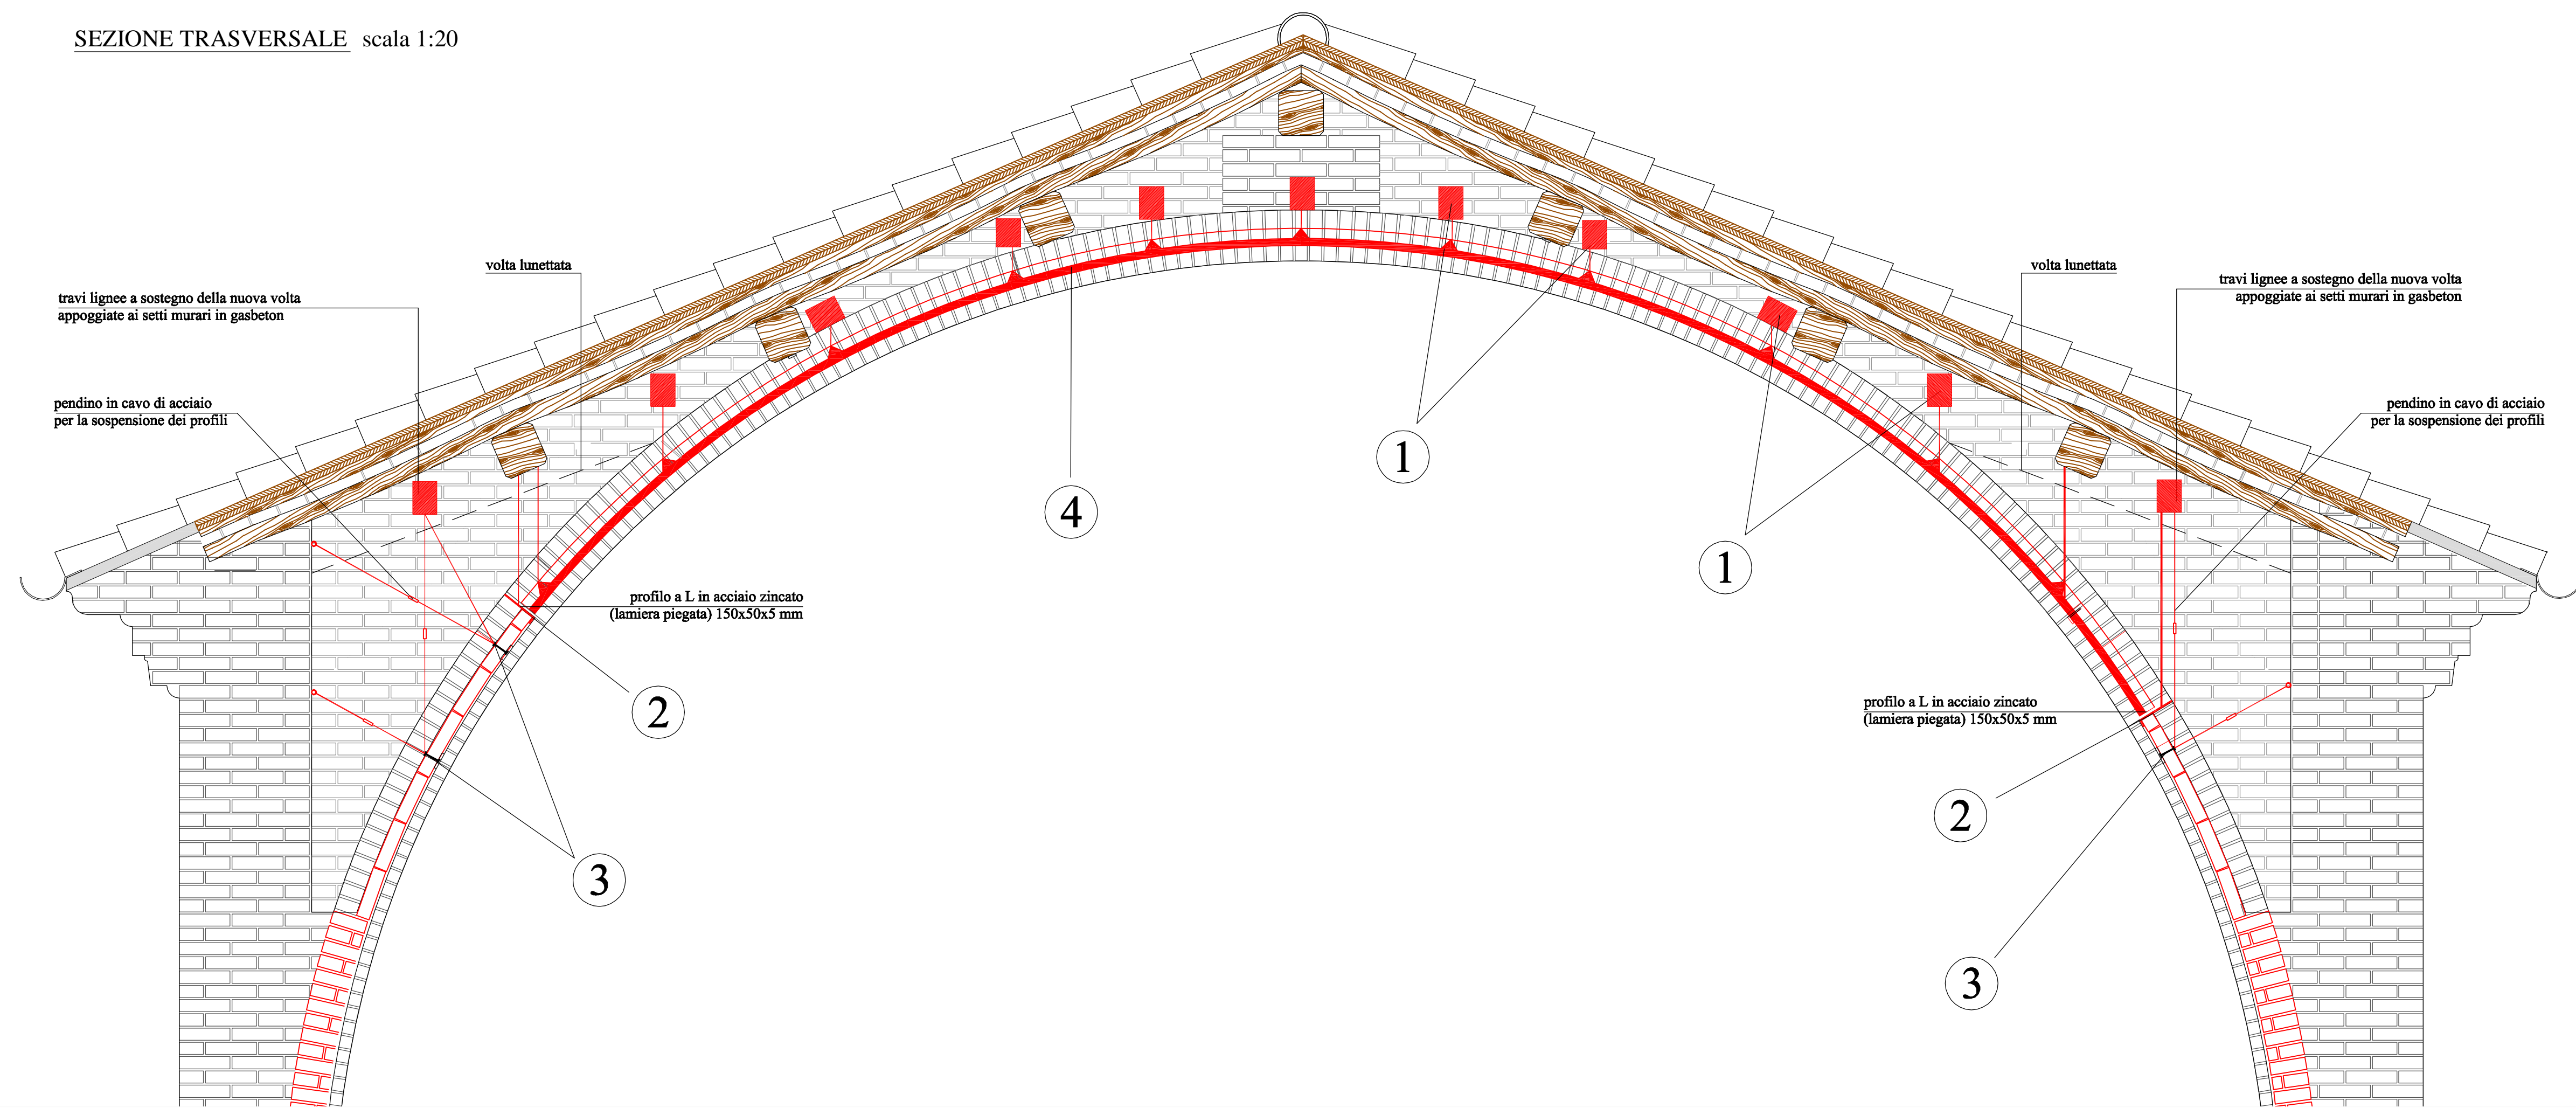 SEZIONE TRASVERSALE scala 1:20
volta lunettata
travi lignee a sostegno della nuova volta
appoggiate ai setti murari in gasbeton
pendino in cavo di acciaio
per la sospensione dei profili
profilo a L in acciaio zincato
(lamiera piegata) 150x50x5 mm
2
3
4
1
1
volta lunettata
travi lignee a sostegno della nuova volta
appoggiate ai setti murari in gasbeton
pendino in cavo di acciaio
per la sospensione dei profili
profilo a L in acciaio zincato
(lamiera piegata) 150x50x5 mm
2
3